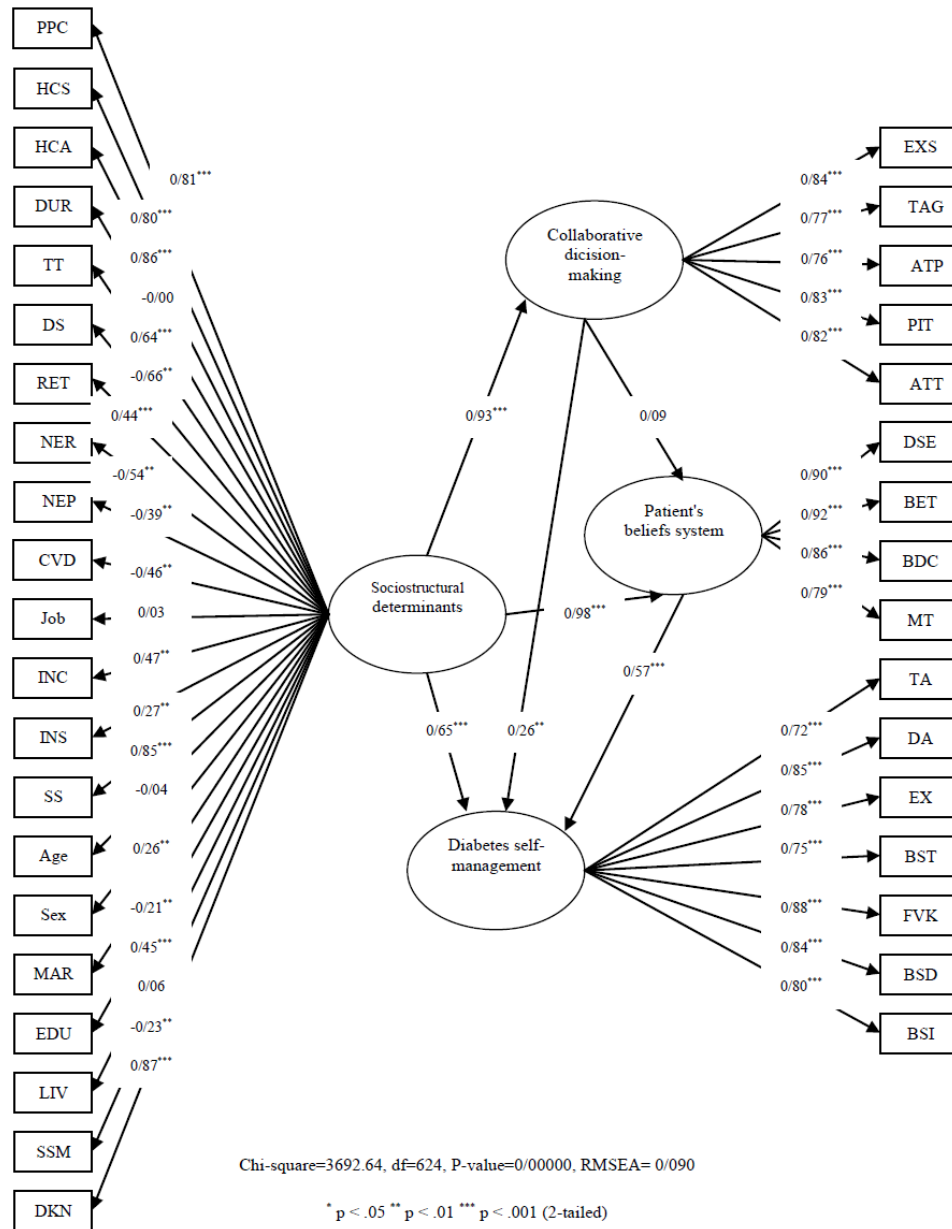 PPC
HCS
HCA
DUR
TT
DS
RET
NER
NEP
CVD
Job
INC
INS
SS
Age
Sex
MAR
EDU
LIV
SSM
DKN
0/81***
0/80***
0/86***
-0/00
0/64***
-0/66**
0/44***
-0/54**
-0/39**
-0/46**
0/03
0/47**
0/27**
0/85***
-0/04
0/26**
-0/21**
0/45***
0/06
-0/23**
0/87***
Sociostructural
determinants
0/93***
0/98***
0/65***
Collaborative
dicision-
making
0/09
0/26**
Patient's
beliefs system
0/57***
Diabetes self-
management
0/84***
0/77***
0/76***
0/83***
0/82***
0/90***
0/92***
0/86***
0/79***
0/72***
0/85***
0/78***
0/75***
0/88***
0/84***
0/80***
EXS
TAG
ATP
PIT
ATT
DSE
BET
BDC
MT
TA
DA
EX
BST
FVK
BSD
BSI
Chi-square=3692.64, df=624, P-value=0/00000, RMSEA= 0/090
* p < .05 ** p < .01 *** p < .001 (2-tailed)